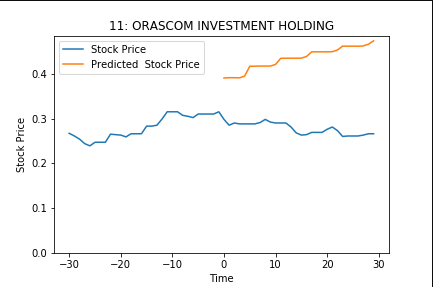 11: ORASCOM INVESTMENT HOLDING
Stock Price
Predicted  Stock Price
Stock Price
0.4
0.3
0.2
0.1
0.0
−30
−20
−10
0
10
20
30
Time